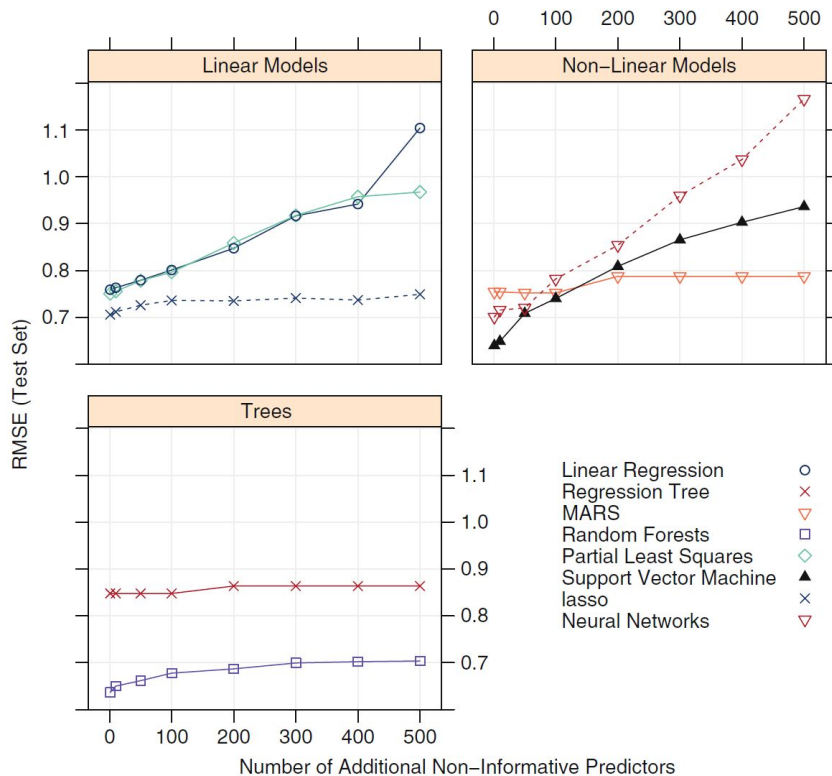 0 100 200 300 400 500
Linear Models
Non−Linear Models
1.1
1.0
0.9
0.8
0.7
RMSE (Test Set)
Trees
1.1
1.0
0.9
0.8
0.7
Linear Regression
Regression Tree
MARS
Random Forests
Partial Least Squares
Support Vector Machine
lasso
Neural Networks
0 100 200 300 400 500
Number of Additional Non−Informative Predictors